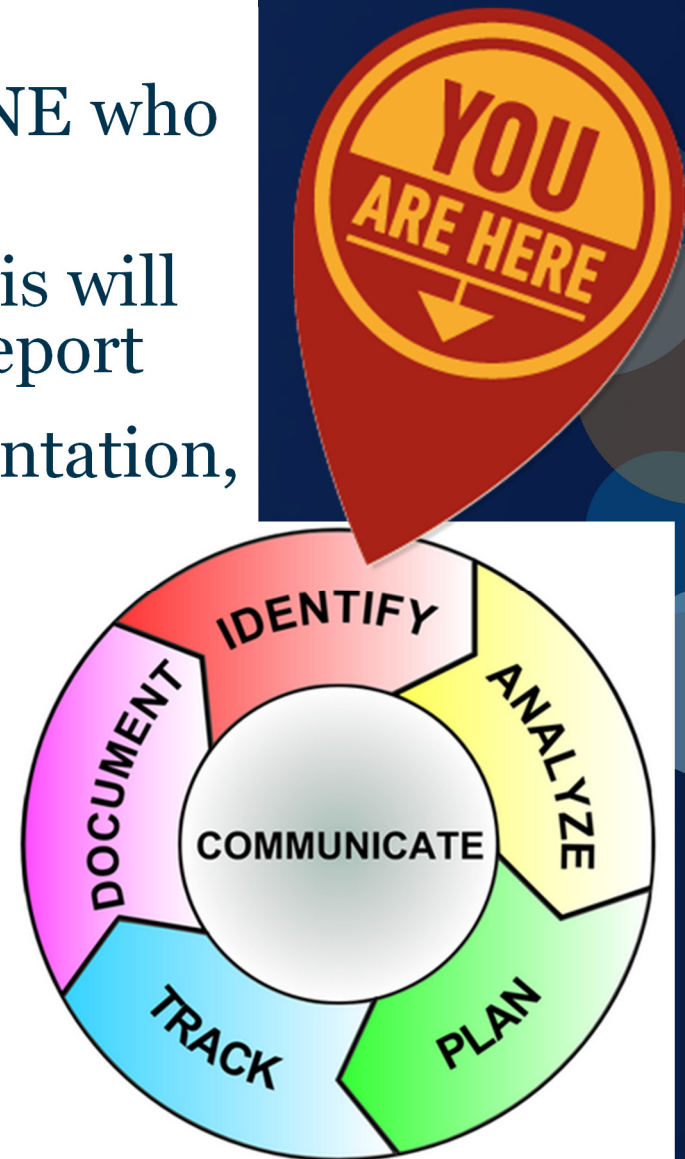 NE who
is will
eport
ntation,
YOU
ARE HERE
IDENTIFY
ANALYZE
PLAN
TRACK
DOCUMENT
COMMUNICATE